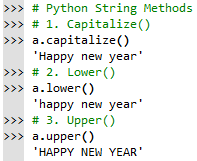 >>> # Python String Methods
>>> # 1. Capitalize()
>>> a.capitalize()
'Happy new year'
>>> # 2. Lower()
>>> a.lower()
'happy new year'
>>> # 3. Upper()
>>> a.upper()
'HAPPY NEW YEAR'